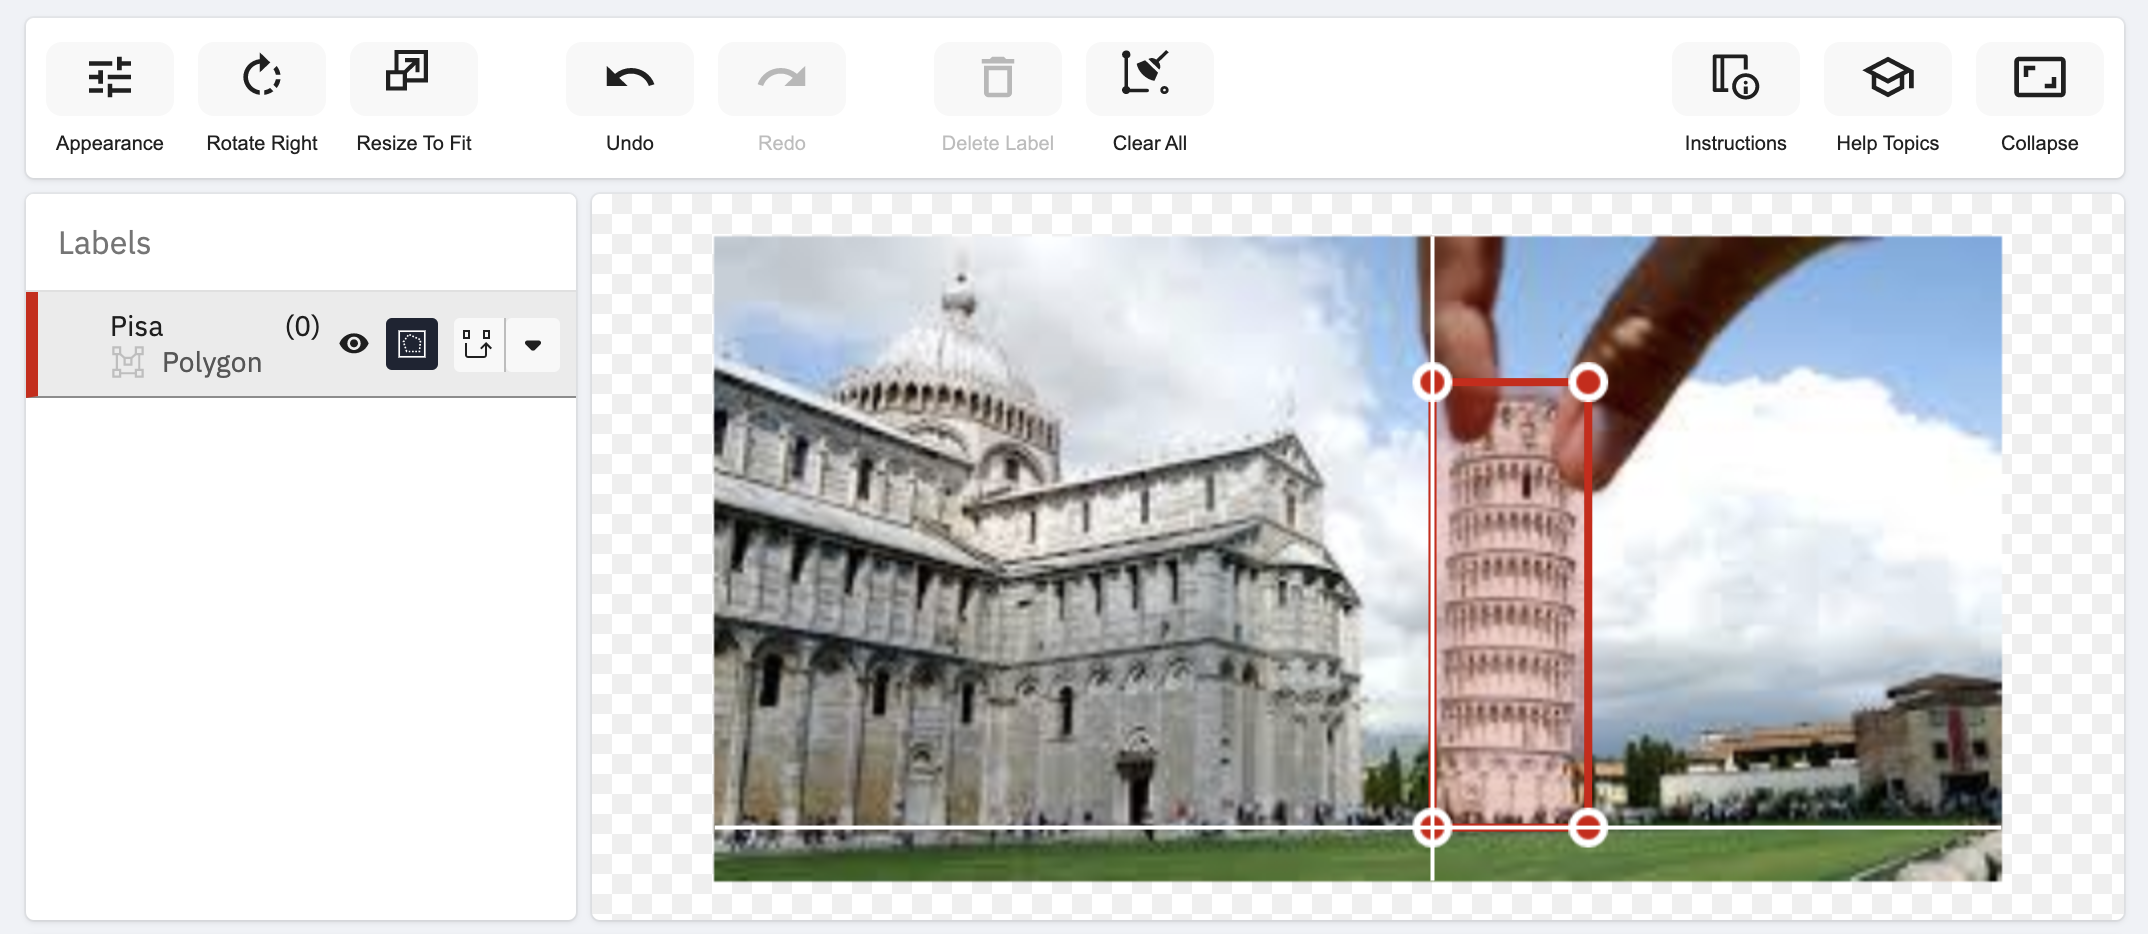 Appearance
Rotate Right
Resize To Fit
Undo
Redo
Delete Label
Clear All
Instructions
Help Topics
Collapse
Labels
Pisa (0)
Polygon